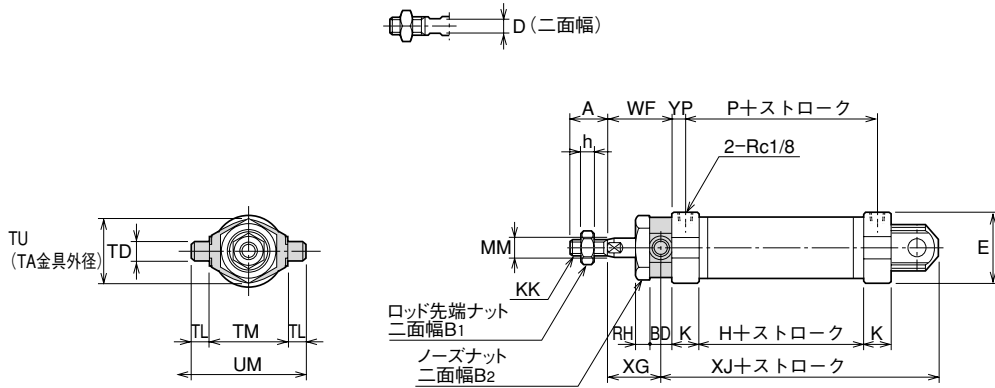 D（二面幅）
A
WF
YP
P＋ストローク
h
2−Rc1/8
TU
（TA金具外径）
TD
MM
E
KK
ロッド先端ナット
二面幅B1
ノーズナット
二面幅B2
RH
BD
K
H＋ストローク
K
TL
TM
TL
UM
XG
XJ＋ストローク